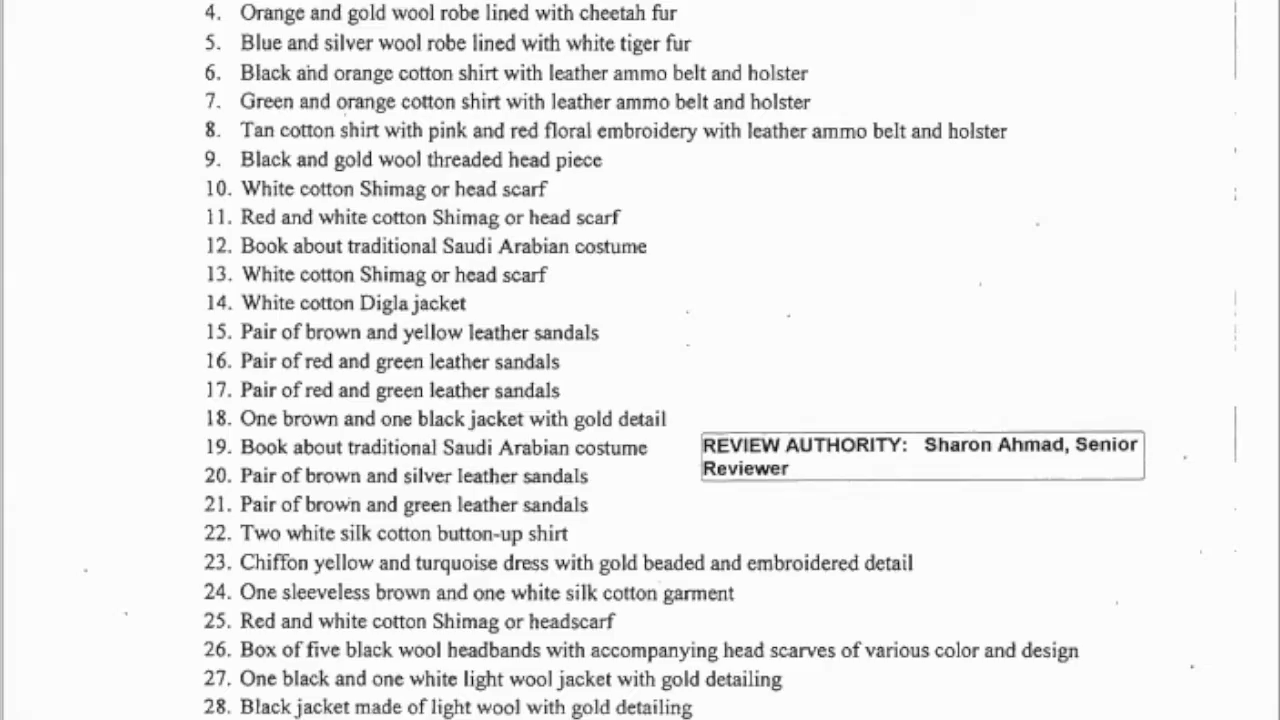 4. Orange and gold wool robe lined with cheetah fur
5. Blue and silver wool robe lined with white tiger fur
6. Black and orange cotton shirt with leather ammo belt and holster
7. Green and orange cotton shirt with leather ammo belt and holster
8. Tan cotton shirt with pink and red floral embroidery with leather ammo belt and holster
9. Black and gold wool threaded head piece
10. White cotton Shimag or head scarf
11. Red and white cotton Shimag or head scarf
12. Book about traditional Saudi Arabian costume
13. White cotton Shimag or head scarf
14. White cotton Digla jacket
15. Pair of brown and yellow leather sandals
16. Pair of red and green leather sandals
17. Pair of red and green leather sandals
18. One brown and one black jacket with gold detail
19. Book about traditional Saudi Arabian costume
REVIEW AUTHORITY: Sharon Ahmad, Senior
Reviewer
20. Pair of brown and silver leather sandals
21. Pair of brown and green leather sandals
22. Two white silk cotton button-up shirt
23. Chiffon yellow and turquoise dress with gold beaded and embroidered detail
24. One sleeveless brown and one white silk cotton garment
25. Red and white cotton Shimag or headscarf
26. Box of five black wool headbands with accompanying head scarves of various color and design
27. One black and one white light wool jacket with gold detailing
28. Black jacket made of light wool with gold detailing